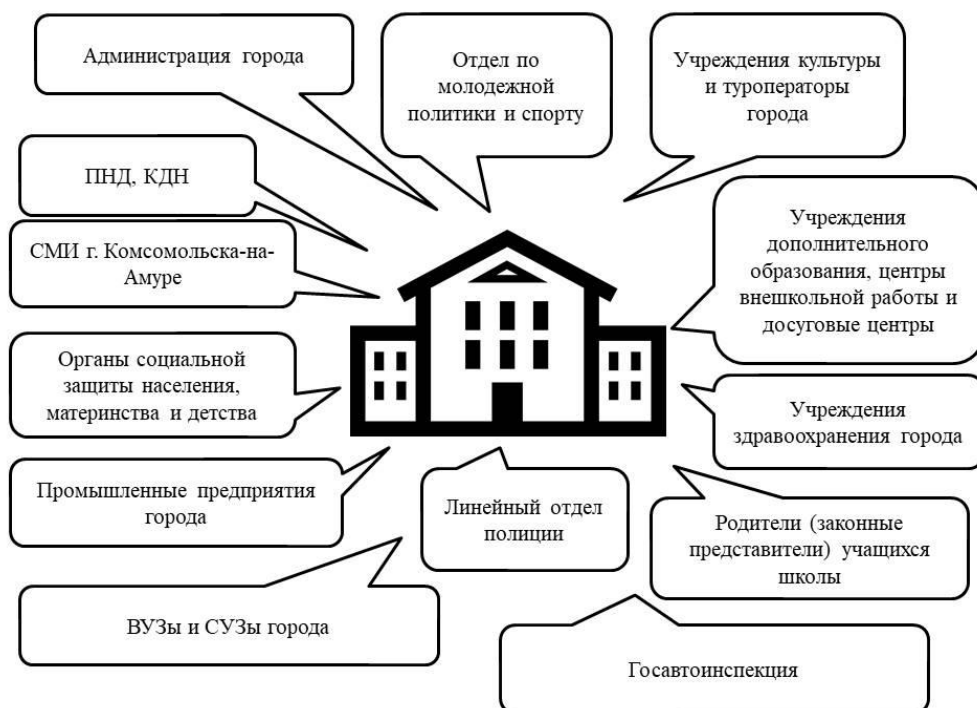 Администрация города
Отдел по
молодежной
политики и спорту
Учреждения культуры
и туроператоры
города
ПНД, КДН
СМИ г. Комсомольска-на-
Амуре
Учреждения
дополнительного
образования, центры
внешкольной работы и
досуговые центры
Органы социальной
защиты населения,
материнства и детства
Учреждения
здравоохранения города
Промышленные предприятия
города
Линейный отдел
полиции
Родители (законные
представители) учащихся
школы
ВУЗы и СУЗы города
Госавтоинспекция